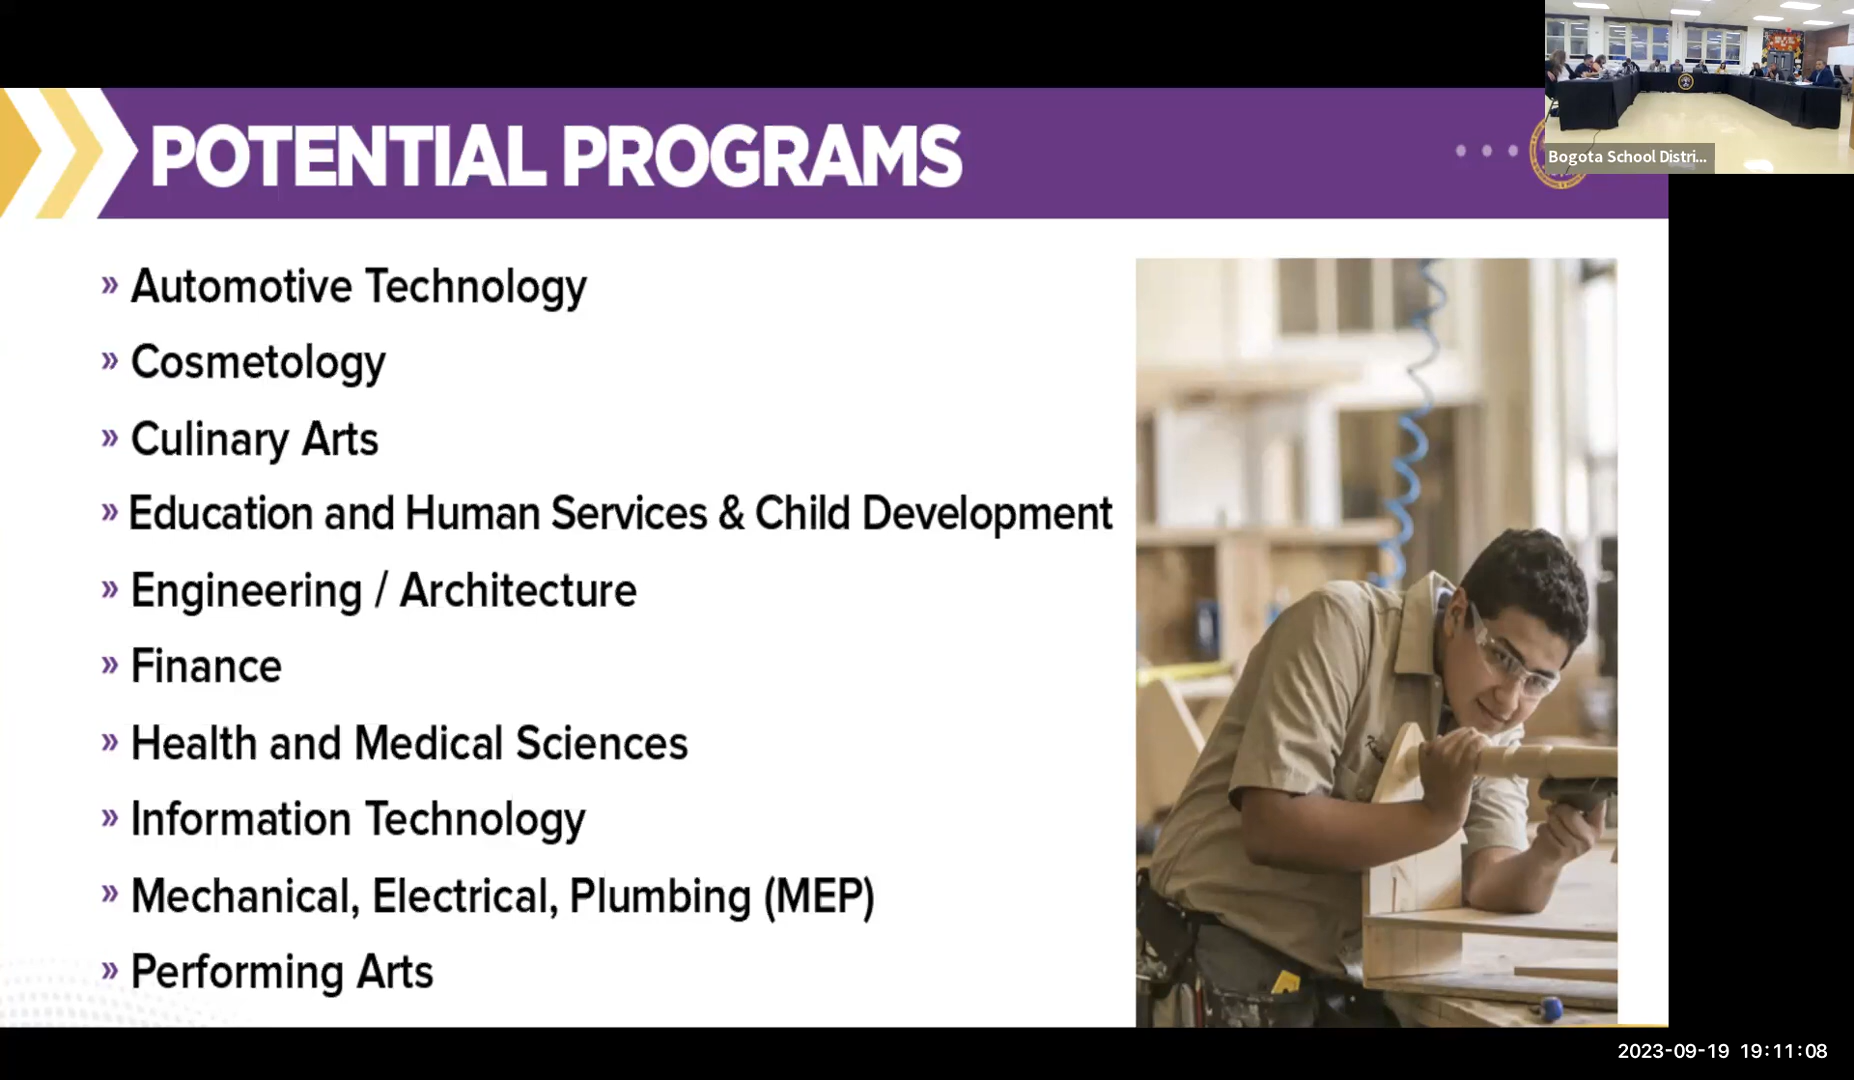 POTENTIAL PROGRAMS
Bogota School Distri...
» Automotive Technology
» Cosmetology
» Culinary Arts
» Education and Human Services & Child Development
» Engineering / Architecture
» Finance
» Health and Medical Sciences
» Information Technology
» Mechanical, Electrical, Plumbing (MEP)
» Performing Arts
2023-09-19 19:11:08